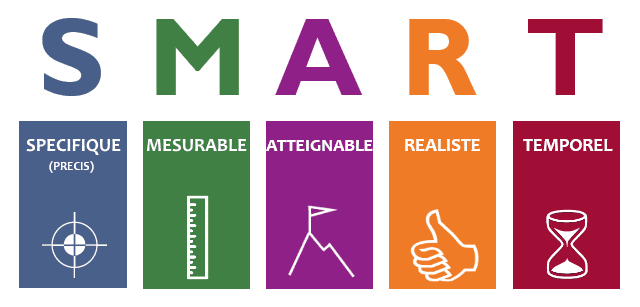 S M A R T
SPECIFIQUE MESURABLE ATTEIGNABLE REALISTE TEMPOREL
(PRECIS)